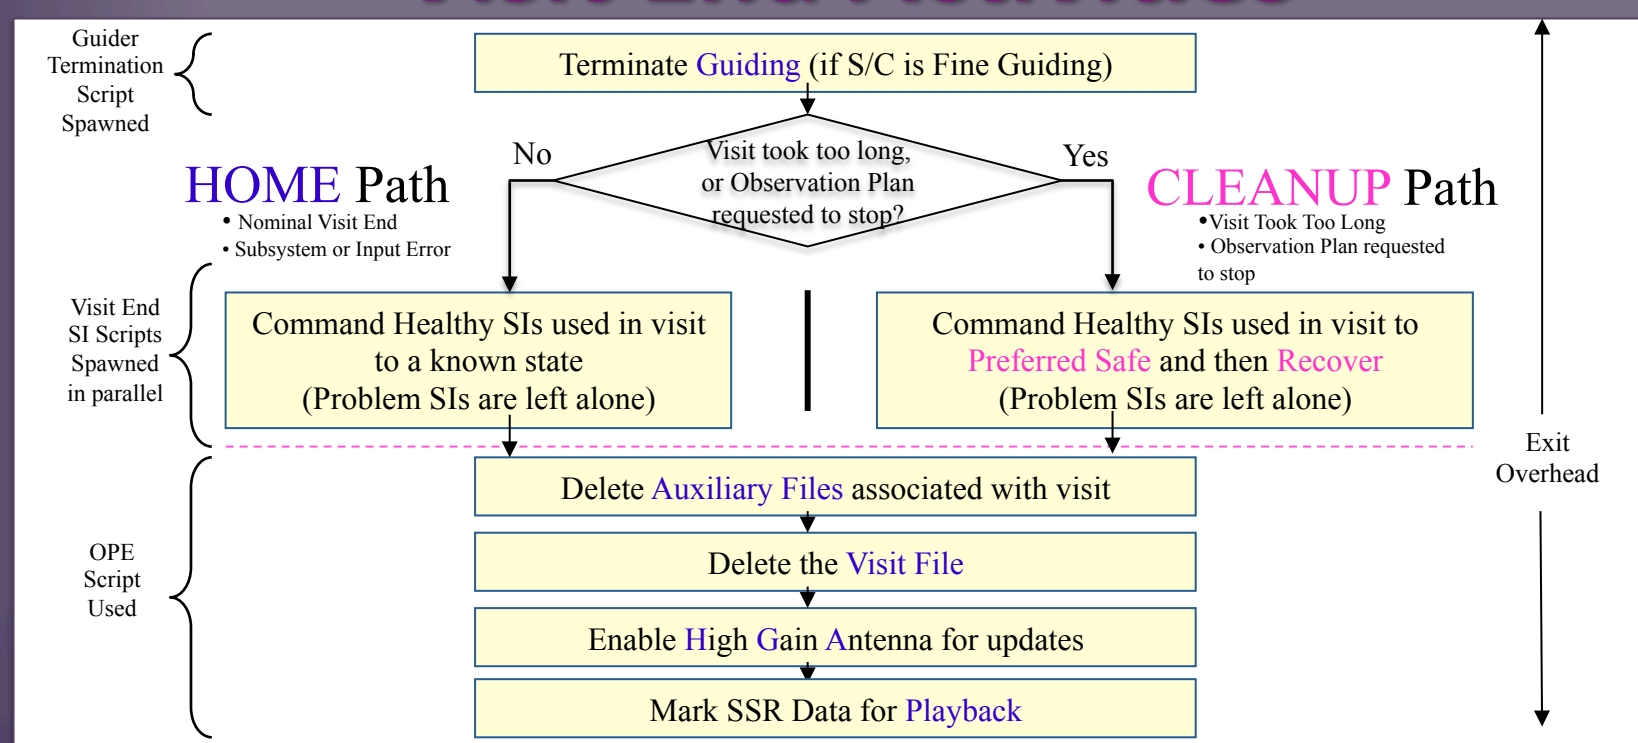 Visit End Activities
Guider
Termination
Script
Spawned
Terminate Guiding (if S/C is Fine Guiding)
No
Visit took too long,
or Observation Plan
requested to stop?
Yes
HOME Path
• Nominal Visit End
• Subsystem or Input Error
CLEANUP Path
•Visit Took Too Long
• Observation Plan requested
to stop
Visit End
SI Scripts
Spawned
in parallel
Command Healthy SIs used in visit
to a known state
(Problem SIs are left alone)
Command Healthy SIs used in visit to
Preferred Safe and then Recover
(Problem SIs are left alone)
Exit
Overhead
OPE
Script
Used
Delete Auxiliary Files associated with visit
Delete the Visit File
Enable High Gain Antenna for updates
Mark SSR Data for Playback